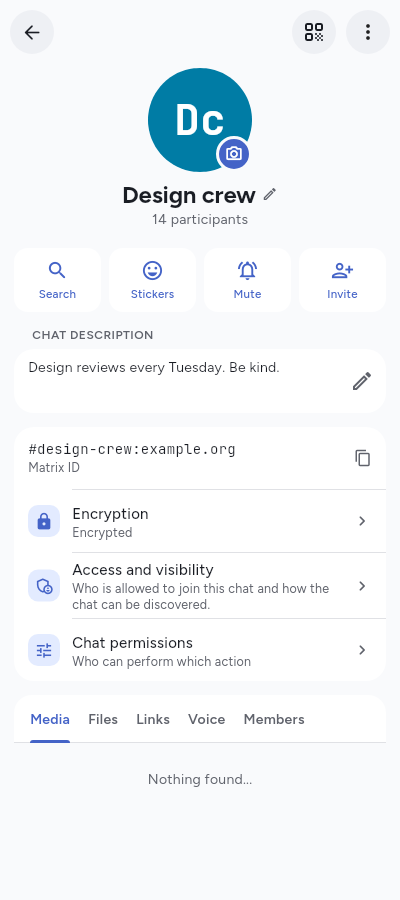 Dc
Design crew
14 participants
Search
Stickers
Mute
Invite
CHAT DESCRIPTION
Design reviews every Tuesday. Be kind.
#design-crew:example.org
Matrix ID
Encryption
Encrypted
Access and visibility
Who is allowed to join this chat and how the
chat can be discovered.
Chat permissions
Who can perform which action
Media Files Links Voice Members
Nothing found...